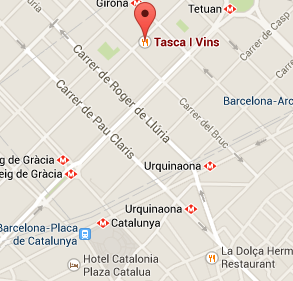 Girona
Tetuan
Tasca I Vins
Carrer de Casp
Carrer de Roger de Llúria
Carrer de Pau Claris
Barcelona-Arc
Carrer del Bruc
ig de Gràcia
eig de Gràcia
Urquinaona
Urquinaona
Catalunya
Barcelona-Placa
de Catalunya
Hotel Catalonia
Plaza Catalua
La Dolça Herm
Restaurant